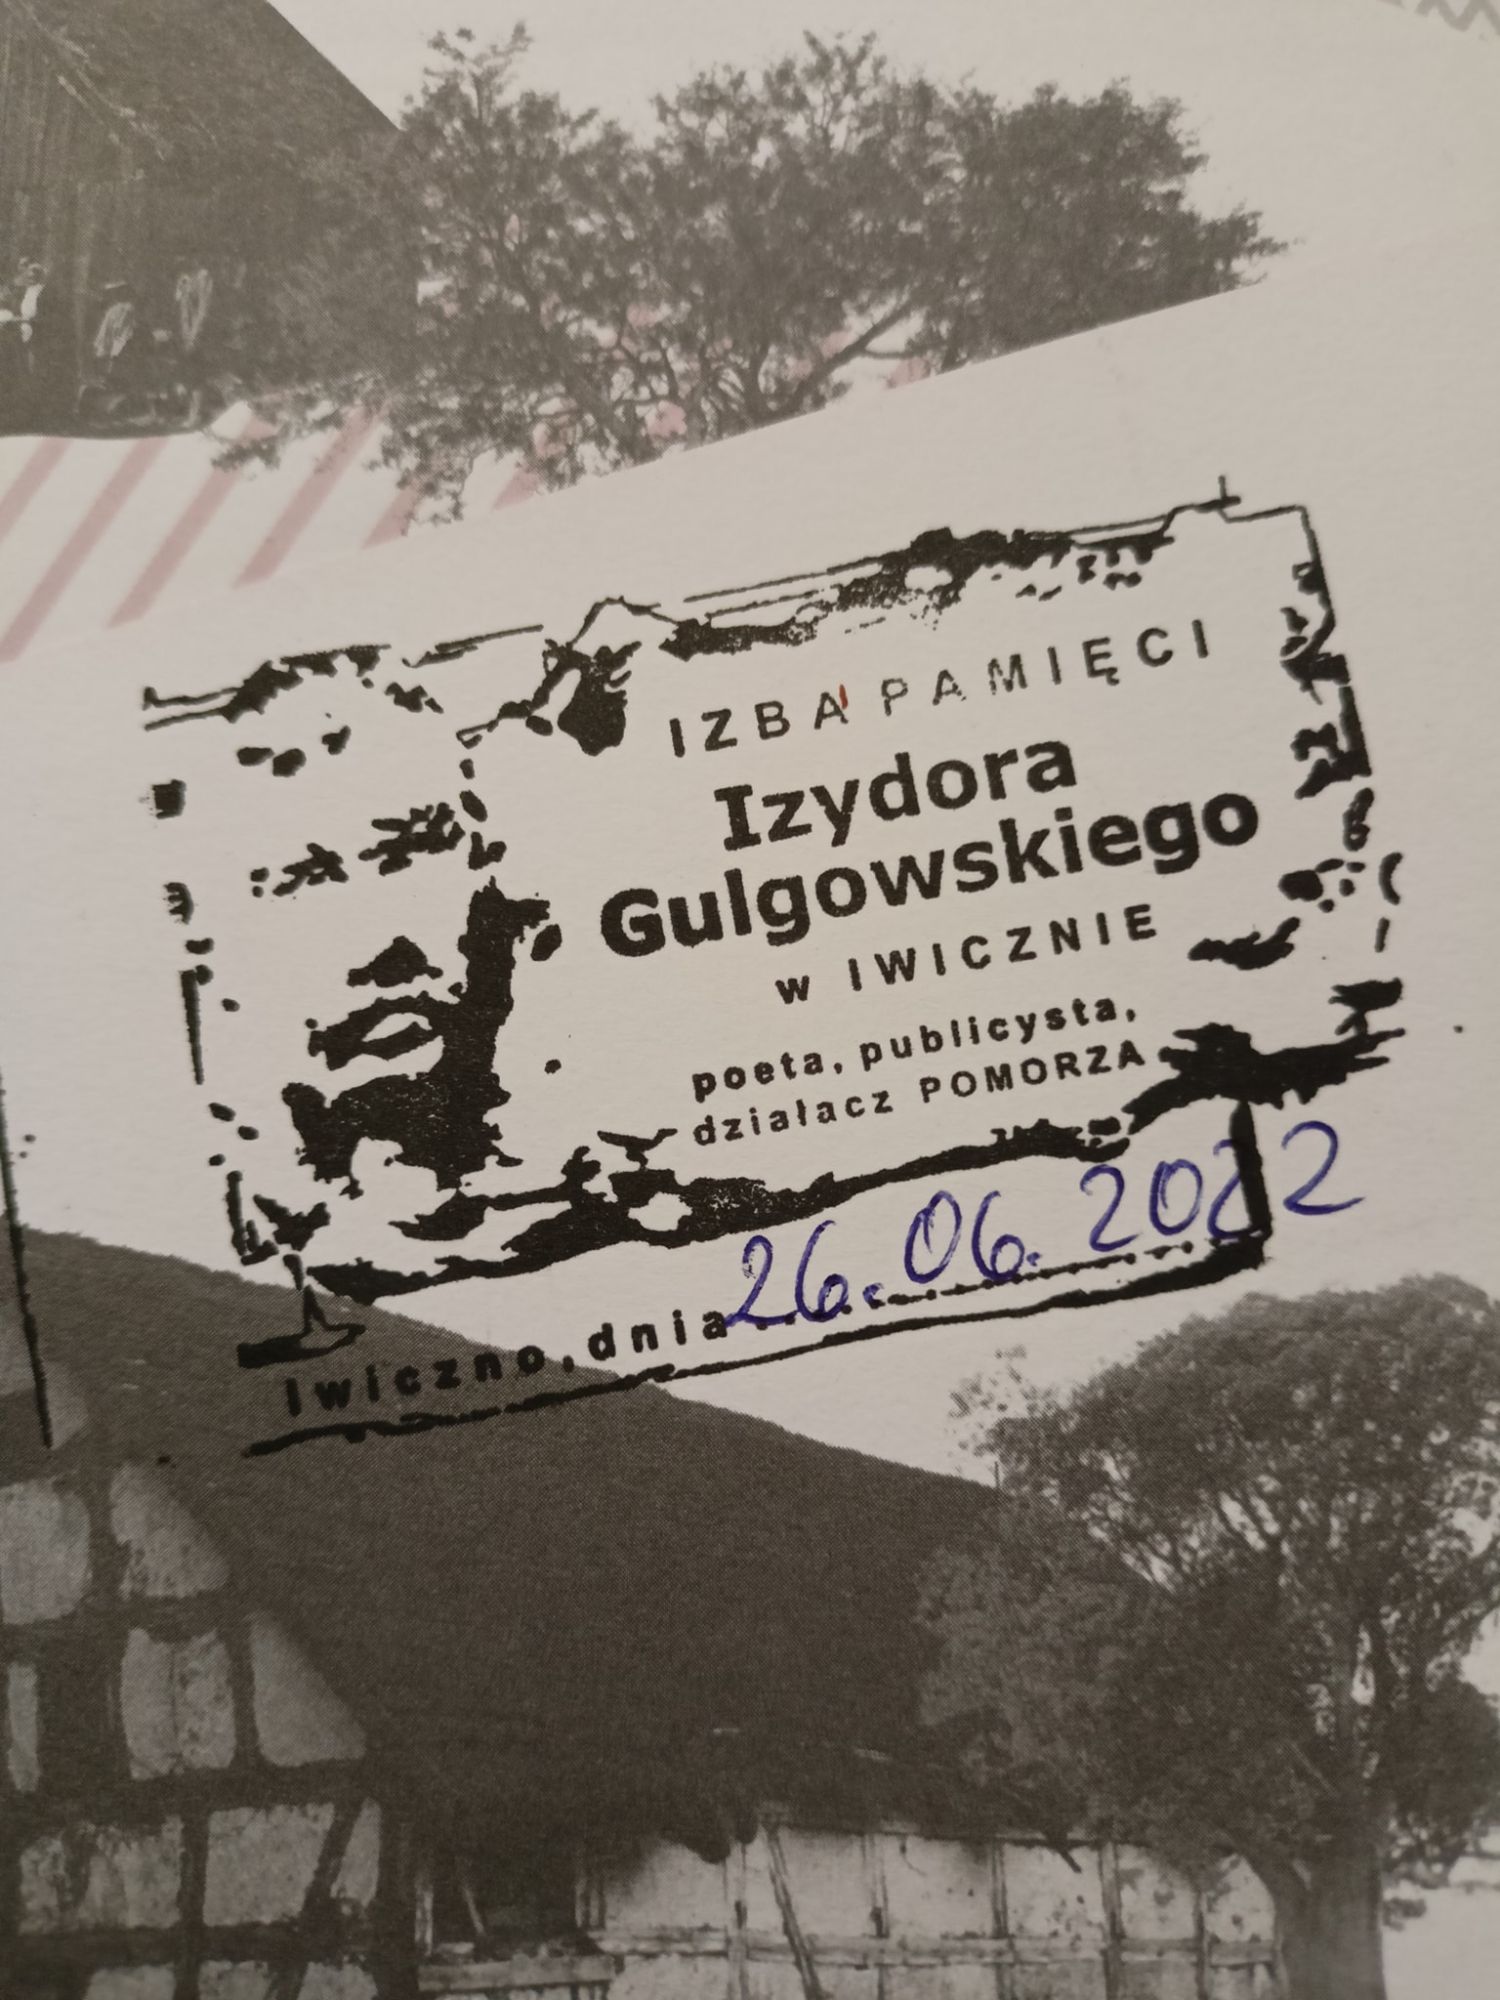 IZBA PAMIĘCI
Izydora
Gulgowskiego
w IWICZNIE
poeta, publicysta,
działacz POMORZA
Iwiczno, dnia 26.06.2022